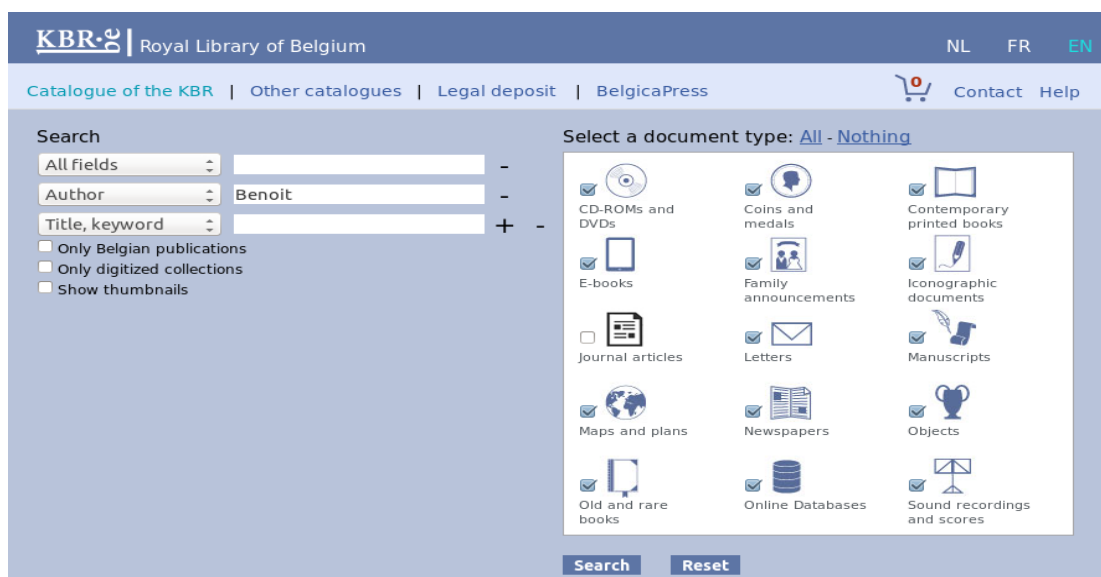 KBR.be | Royal Library of Belgium
NL FR EN
Catalogue of the KBR | Other catalogues | Legal deposit | BelgicaPress
0 Contact Help
Search
All fields -
Author Benoit -
Title, keyword + -
Only Belgian publications
Only digitized collections
Show thumbnails
Select a document type: All - Nothing
CD-ROMs and
DVDs
Coins and
medals
Contemporary
printed books
E-books
Family
announcements
Iconographic
documents
Journal articles
Letters
Manuscripts
Maps and plans
Newspapers
Objects
Old and rare
books
Online Databases
Sound recordings
and scores
Search Reset